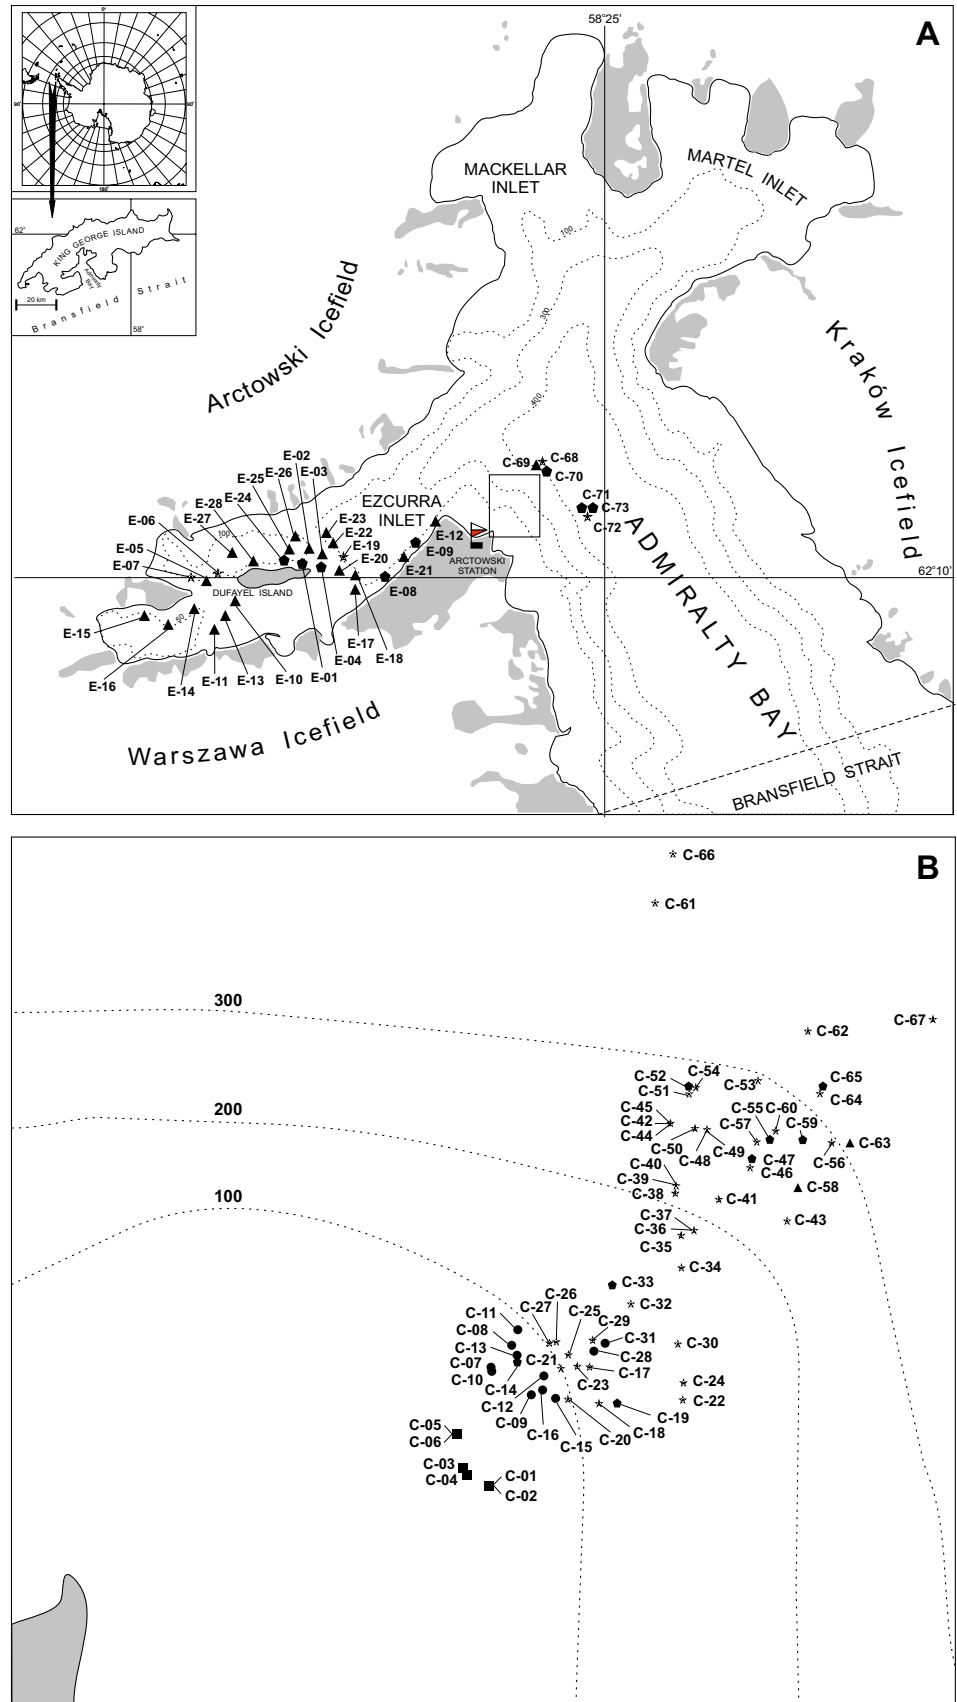 0˚
90˚
90˚
180˚
62˚
KING GEORGE ISLAND
Admiralty
Bay
20 km
Bransfield Strait
58˚
58˚25'
A
MACKELLAR
INLET
MARTEL INLET
100
300
400
Arctowski Icefield
Kraków Icefield
E-02
E-26
E-03
E-25
E-24
E-28
E-27
E-06
E-05
E-07
100
EZCURRA
INLET
E-23
E-22
E-19
E-20
E-12
E-09
E-21
E-08
ARCTOWSKI
STATION
C-69
C-68
C-70
C-71
C-73
C-72
62˚10'
DUFAYEL ISLAND
E-15
E-16
E-14
E-11
E-13
E-10
E-01
E-04
E-17
E-18
ADMIRALTY BAY
Warszawa Icefield
BRANSFIELD STRAIT
B
C-66
C-61
300
C-67
C-62
C-52
C-54
C-51
C-53
C-65
C-64
200
C-45
C-42
C-44
C-55
C-60
C-57
C-59
C-50
C-48
C-49
C-47
C-46
C-56
C-63
C-40
C-39
C-38
C-58
C-41
100
C-37
C-36
C-35
C-43
C-34
C-33
C-32
C-26
C-27
C-25
C-29
C-11
C-08
C-13
C-07
C-10
C-21
C-31
C-28
C-30
C-14
C-23
C-17
C-24
C-12
C-09
C-16
C-15
C-20
C-18
C-19
C-22
C-05
C-06
C-03
C-04
C-01
C-02